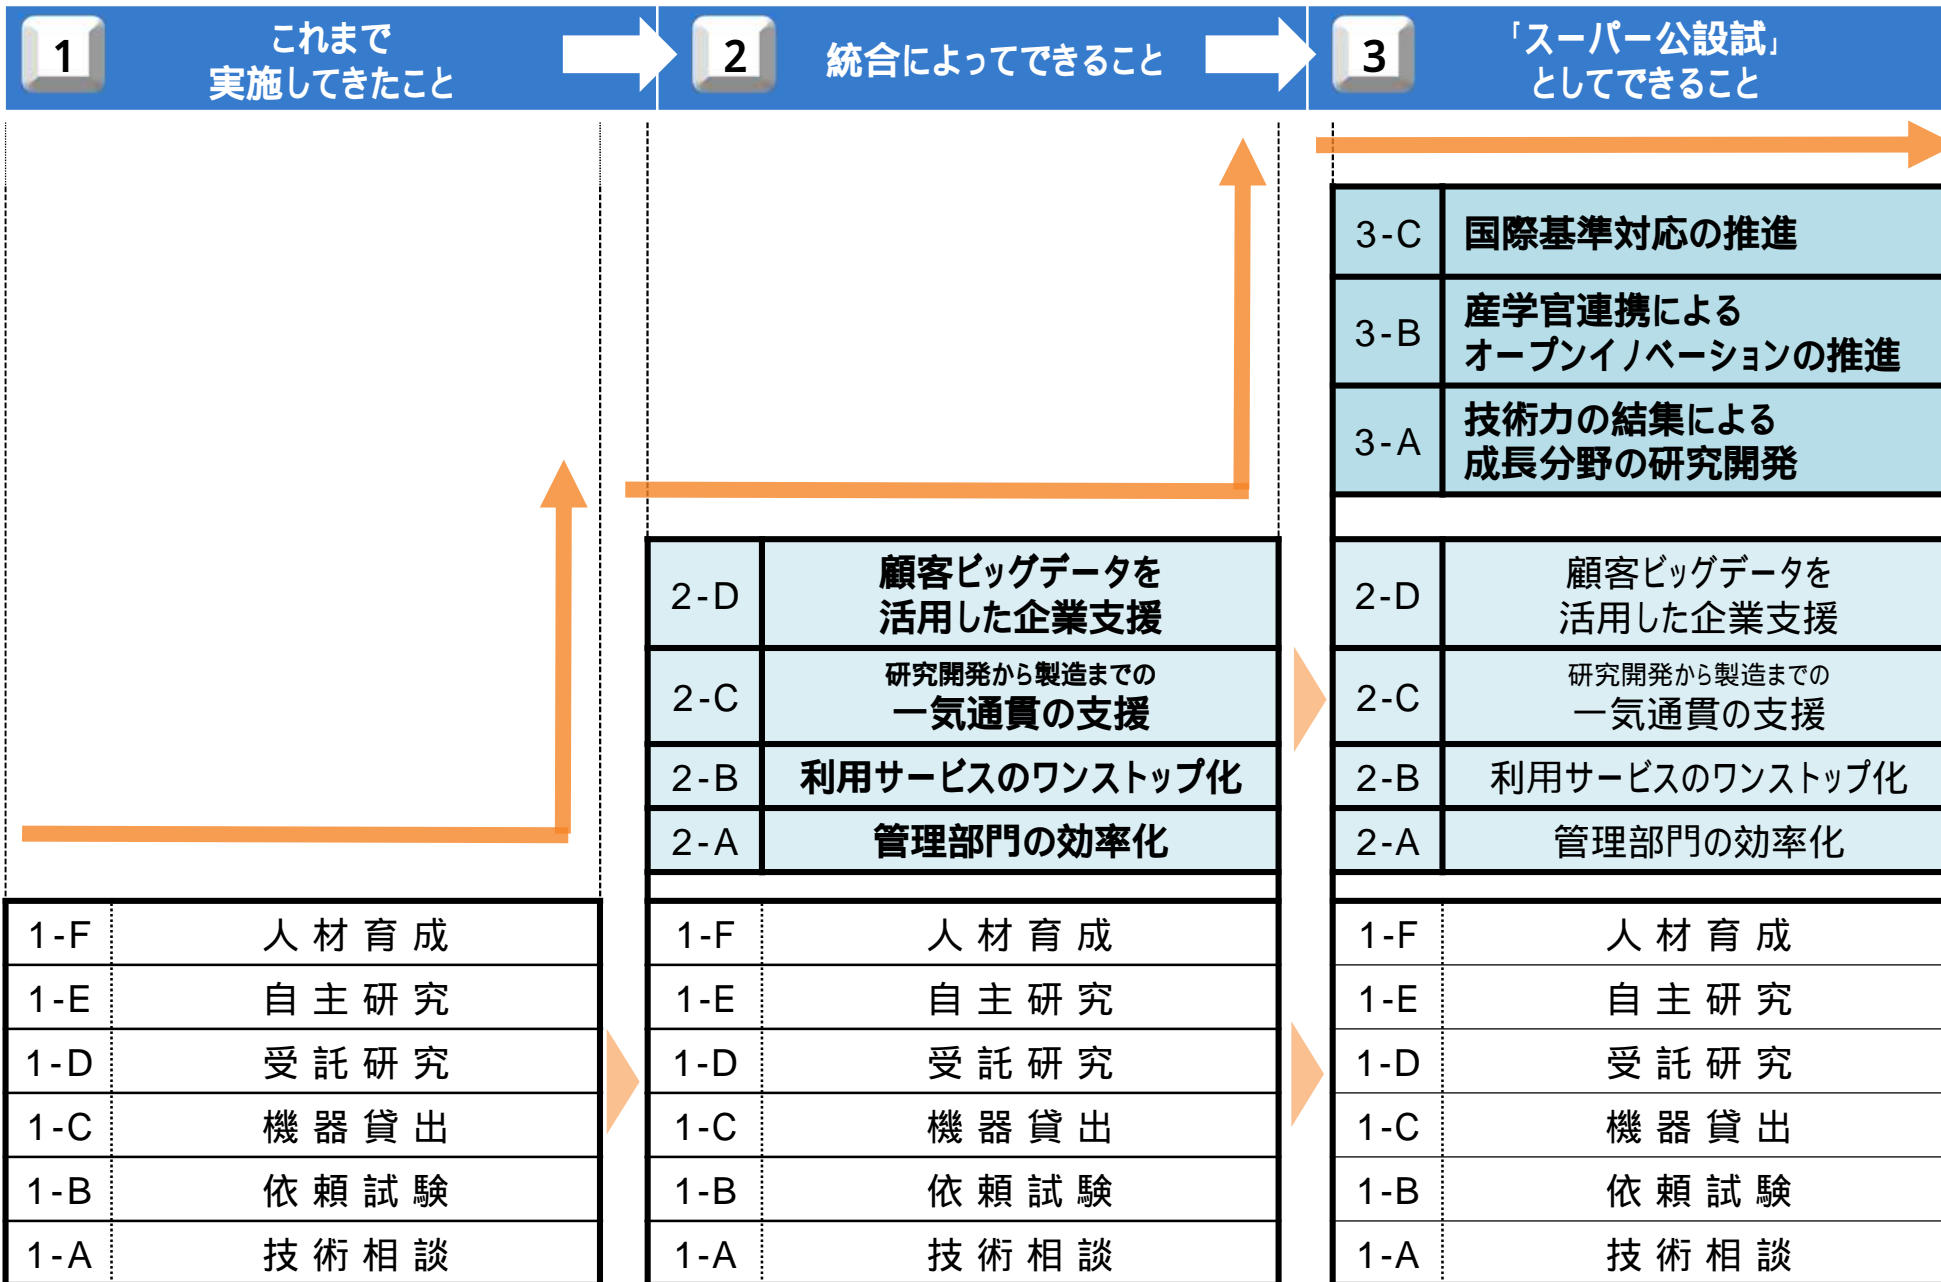 1
これまで
実施してきたこと
2
統合によってできること
3
「スーパー公設試」
としてできること
3-C 国際基準対応の推進
3-B 産学官連携による
オープンイノベーションの推進
3-A 技術力の結集による
成長分野の研究開発
2-D 顧客ビッグデータを
活用した企業支援
2-C 研究開発から製造までの
一気通貫の支援
2-B 利用サービスのワンストップ化
2-A 管理部門の効率化
2-D 顧客ビッグデータを
活用した企業支援
2-C 研究開発から製造までの
一気通貫の支援
2-B 利用サービスのワンストップ化
2-A 管理部門の効率化
1-F 人材育成
1-E 自主研究
1-D 受託研究
1-C 機器貸出
1-B 依頼試験
1-A 技術相談
1-F 人材育成
1-E 自主研究
1-D 受託研究
1-C 機器貸出
1-B 依頼試験
1-A 技術相談
1-F 人材育成
1-E 自主研究
1-D 受託研究
1-C 機器貸出
1-B 依頼試験
1-A 技術相談